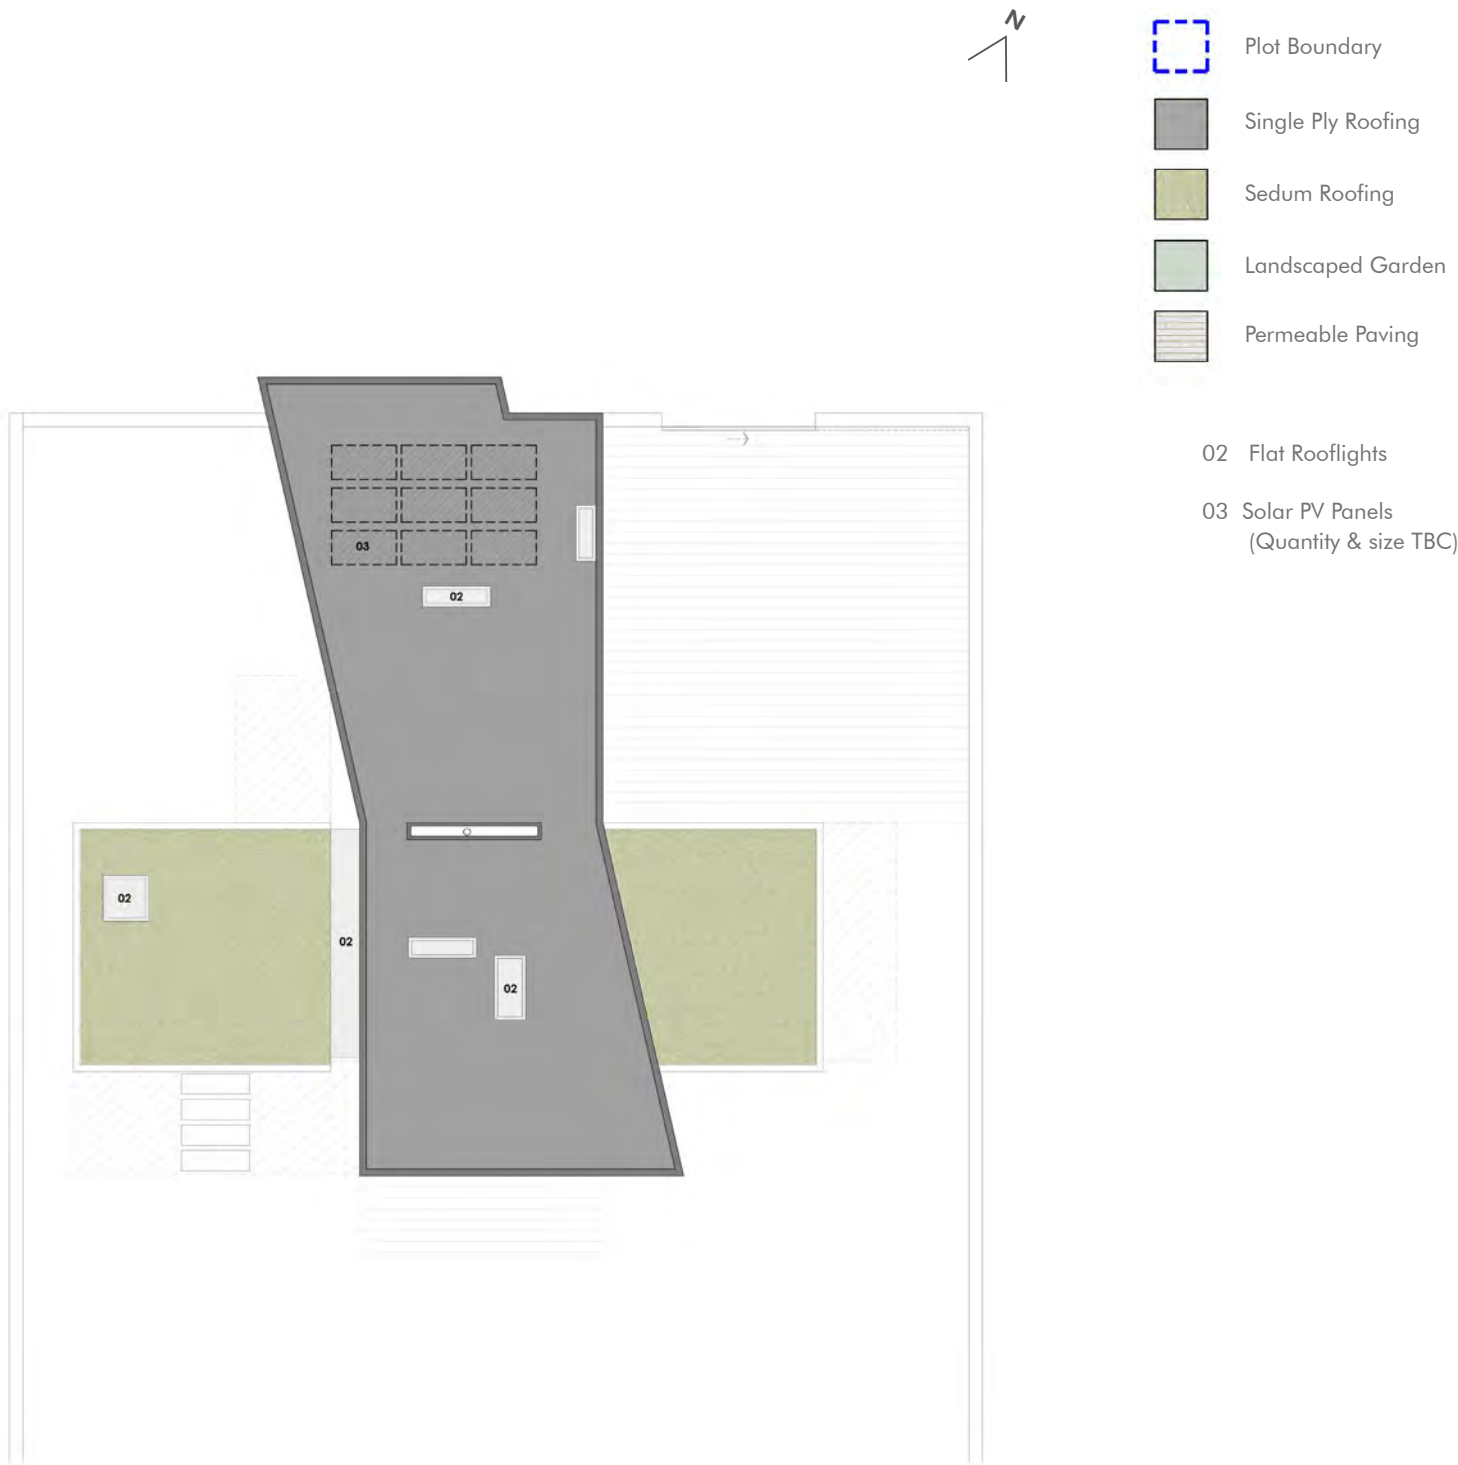 N
Plot Boundary
Single Ply Roofing
Sedum Roofing
Landscaped Garden
Permeable Paving
02 Flat Rooflights
03 Solar PV Panels
(Quantity & size TBC)
03
02
02
02
02